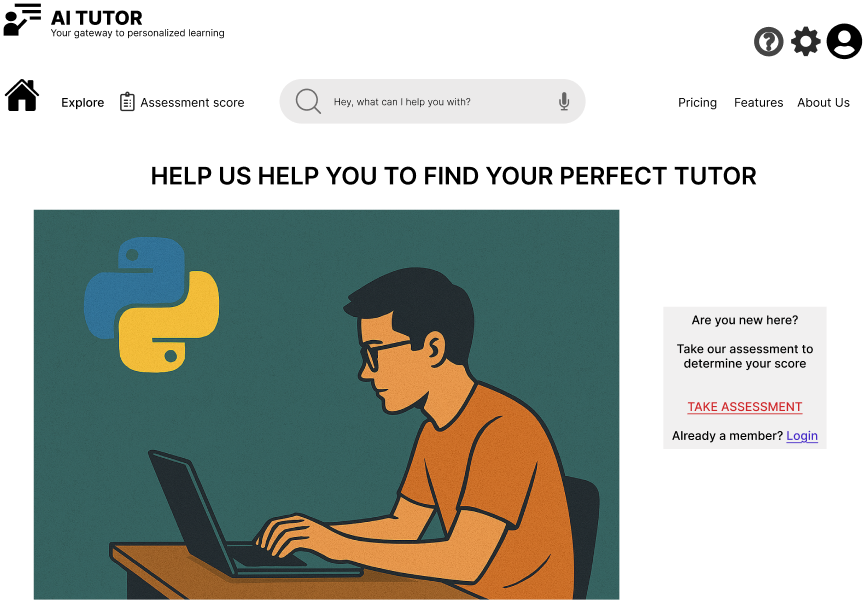 AI TUTOR
Your gateway to personalized learning
Explore
Assessment score
Hey, what can I help you with?
Pricing
Features
About Us
HELP US HELP YOU TO FIND YOUR PERFECT TUTOR
Are you new here?
Take our assessment to
determine your score
TAKE ASSESSMENT
Already a member? Login